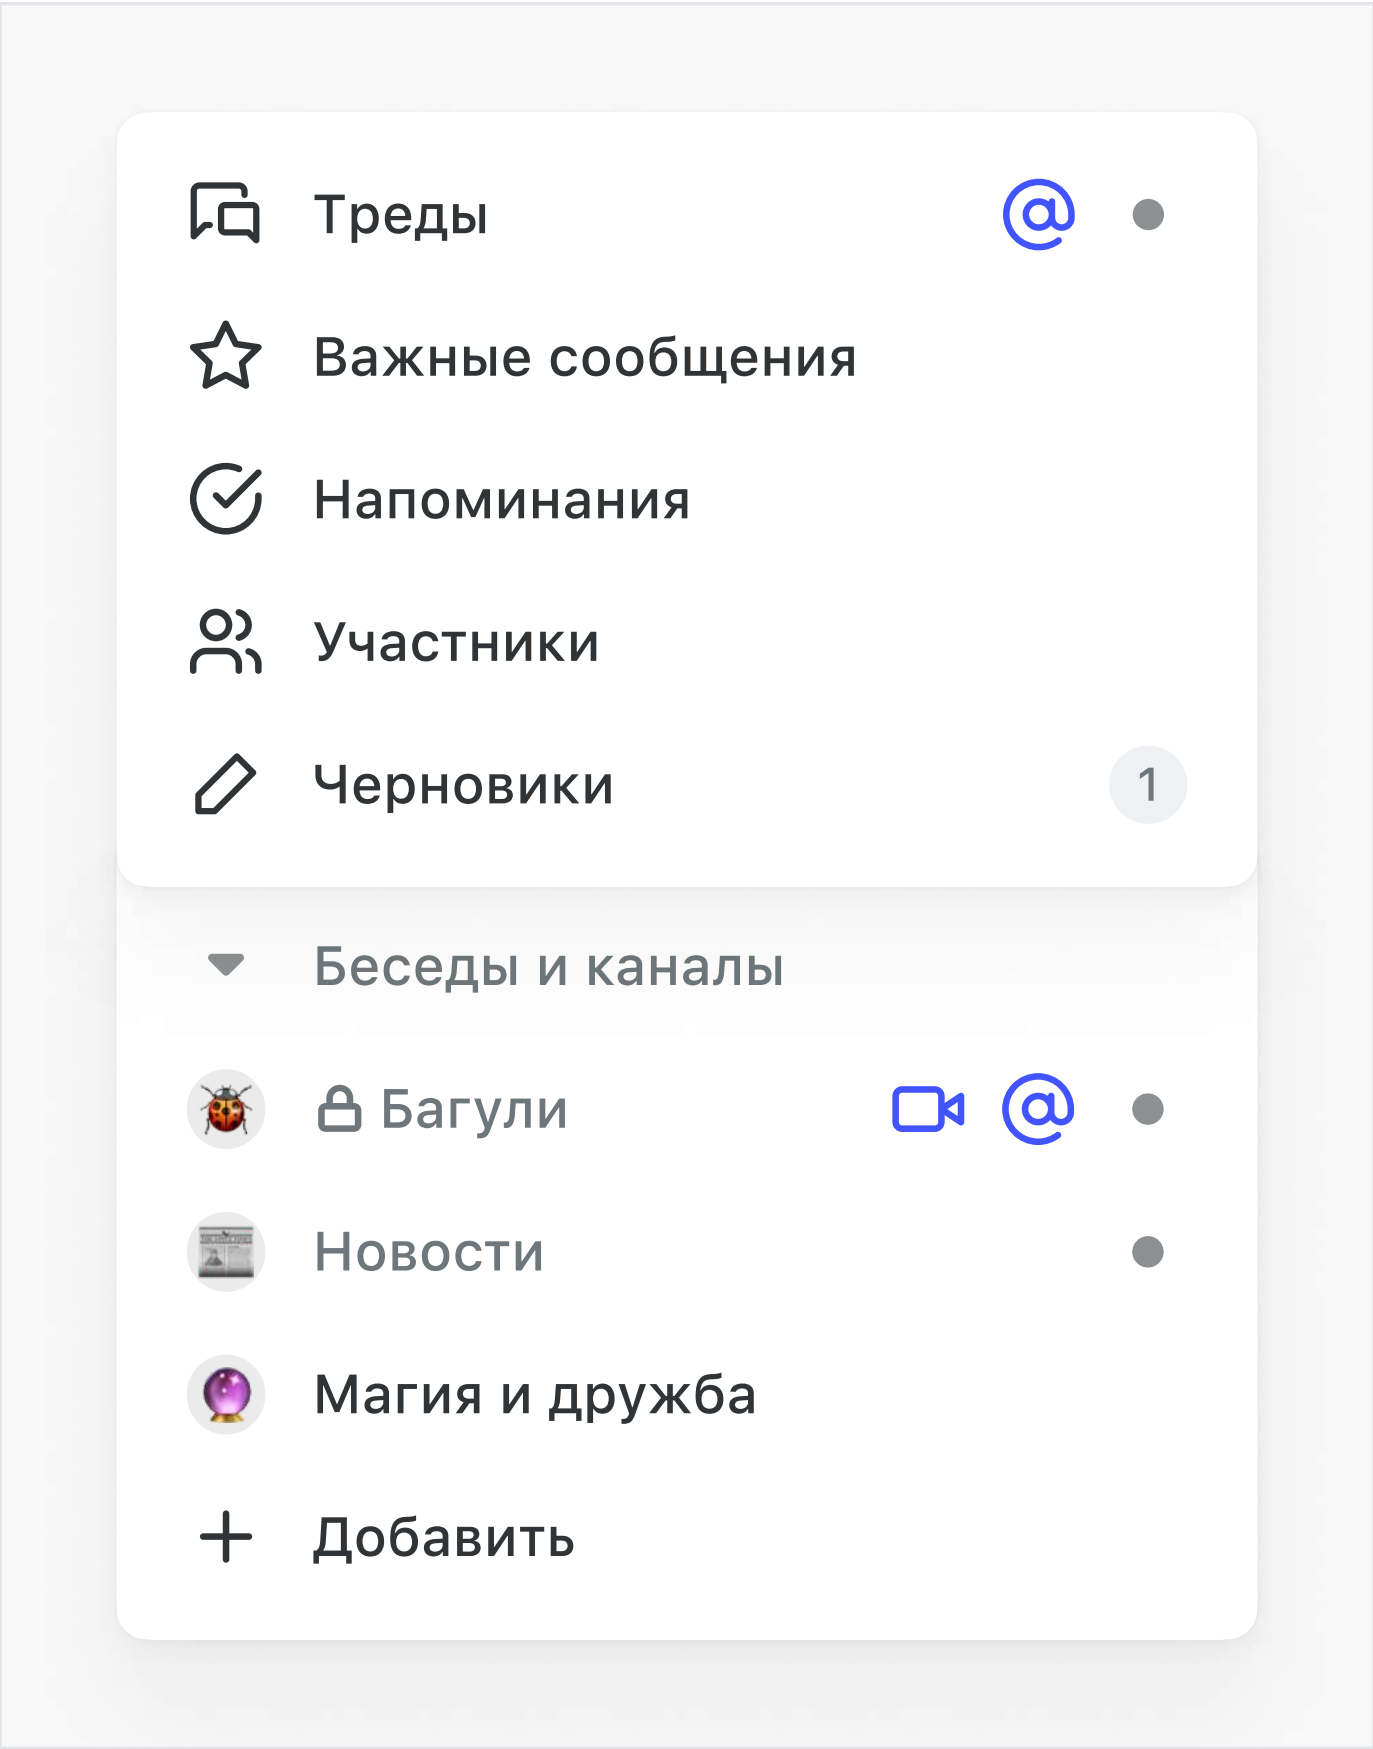 Треды
Важные сообщения
Напоминания
Участники
Черновики 1
Беседы и каналы
Багули
Новости
Магия и дружба
Добавить